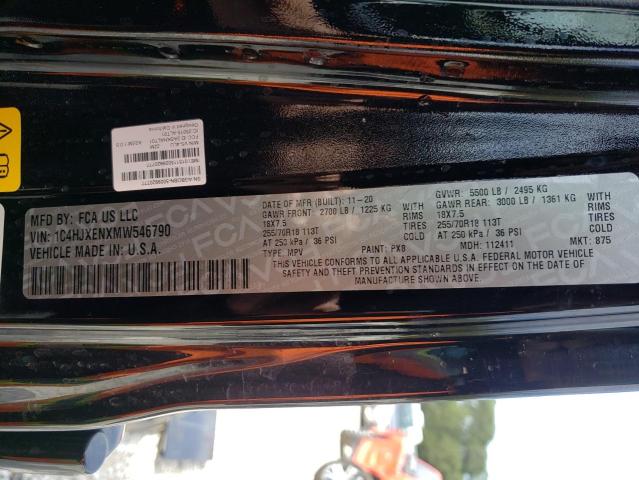 MFD BY: FCA US LLC
VIN: 1C4HJXENXMW546790
VEHICLE MADE IN U.S.A.
DATE OF MFR (BUILT): 11-20
GAWR FRONT: 2700 LB / 1225 KG
18X7.5 RIMS
255/70R18 113T TIRES
AT 250 kPa / 36 PSI COLD
TYPE: MPV
PAINT: PX8
GVWR: 5500 LB / 2495 KG
GAWR REAR: 3000 LB / 1361 KG
18X7.5 RIMS
255/70R18 113T TIRES
AT 250 kPa / 36 PSI COLD
MDH: 112411
MKT: 875
THIS VEHICLE CONFORMS TO ALL APPLICABLE U.S.A. FEDERAL MOTOR VEHICLE
SAFETY AND THEFT PREVENTION STANDARDS IN EFFECT ON THE DATE OF
MANUFACTURE SHOWN ABOVE.
Designed in California